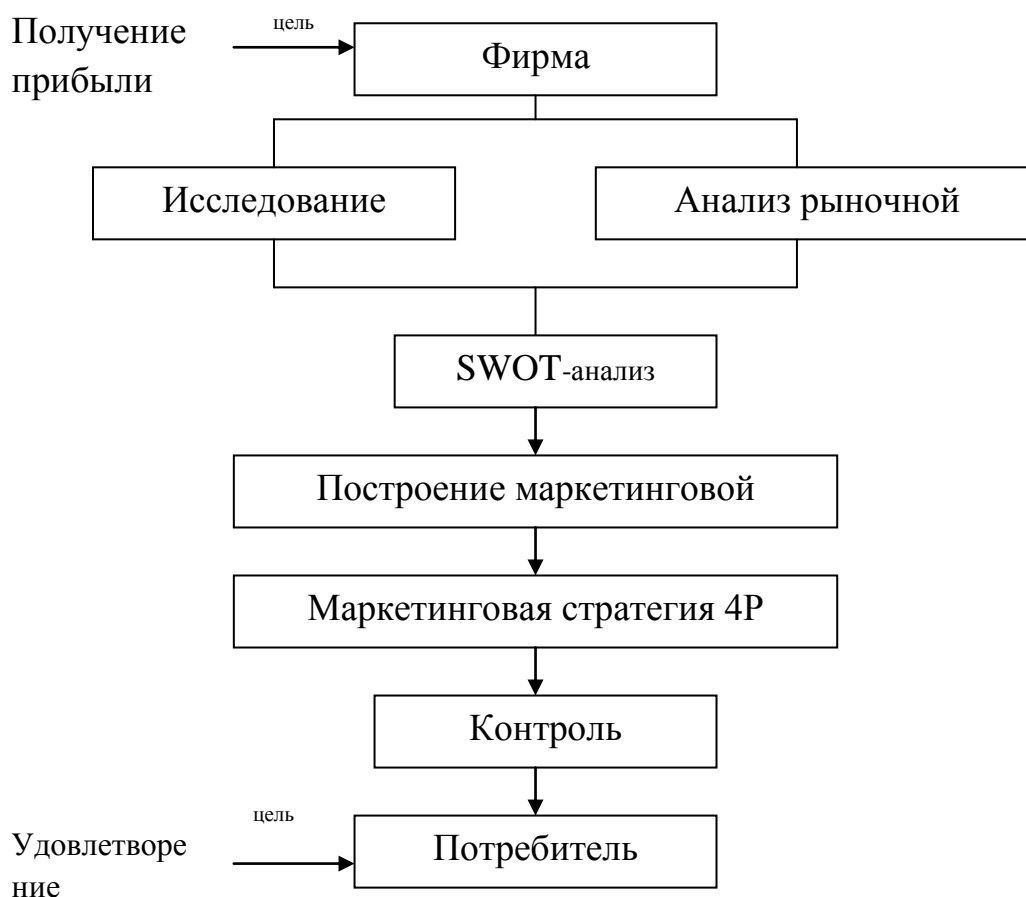 Получение
прибыли
цель
Фирма
Исследование
Анализ рыночной
SWOT-анализ
Построение маркетинговой
Маркетинговая стратегия 4P
Контроль
цель
Удовлетворе
ние
Потребитель